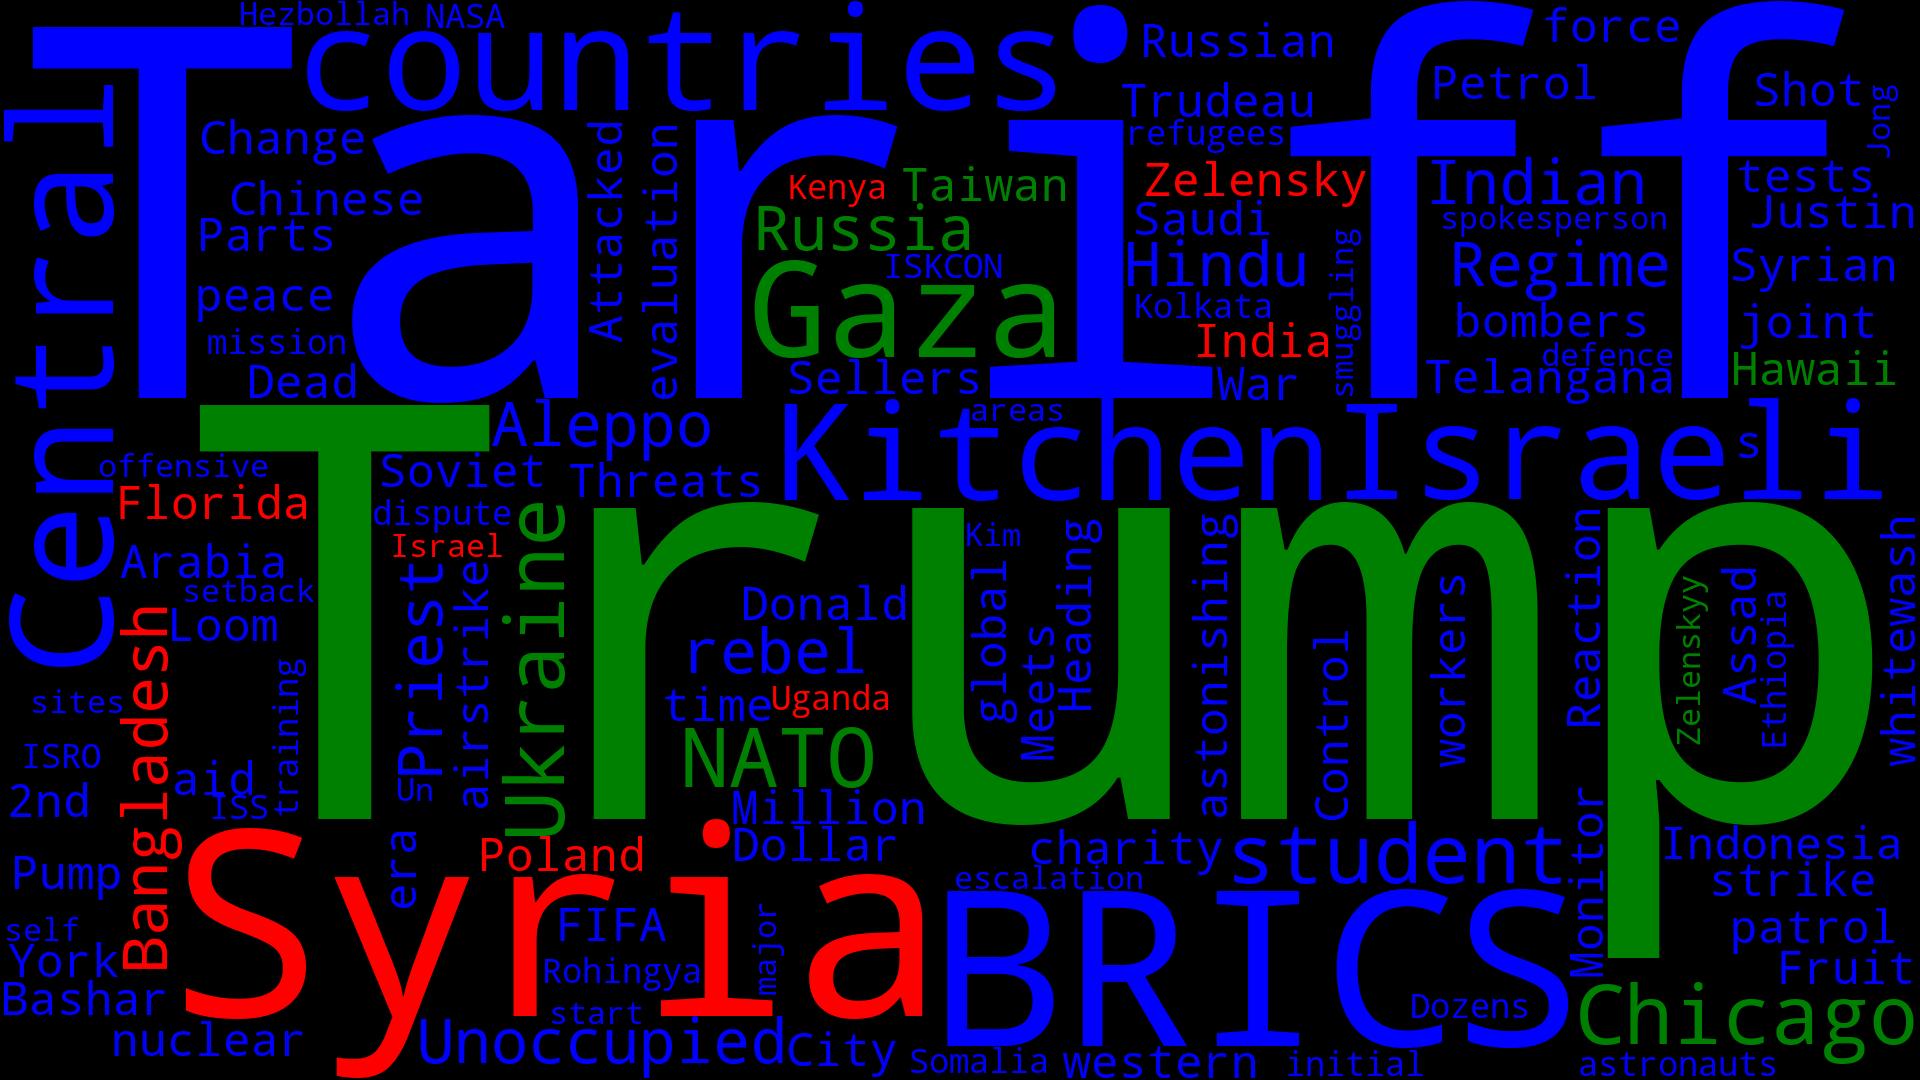 Hezbollah
NASA
countries
Tariff
Russian
force
Petrol
Shot
Jong
Trudeau
refugees
Central
Change
Chinese
Parts
peace
mission
Dead
Attacked
evaluation
Kenya
Taiwan
Russia
ISKCON
Gaza
Sellers
Zelensky
Saudi
Hindu
Kolkata
India
War
smuggling
Indian
spokesperson
Regime
bombers
defence
Telangana
tests
Justin
Syrian
joint
Hawaii
Aleppo
areas
Kitchen
Israeli
s
offensive
Florida
Soviet
Threats
dispute
Israel
Trump
Arabia
setback
Loom
Bangladesh
Priest
airstrike
Ukraine
Donald
rebel
time
Uganda
NATO
Kim
global
Meets
Heading
astonishing
Control
workers
Reaction
Zelenskyy
Assad
Ethiopia
whitewash
sites
ISRO
training
aid
ISS
2nd
Un
era
Million
Dollar
Poland
Syria
charity
student
escalation
BRICS
Monitor
Indonesia
strike
patrol
Fruit
Pump
self
York
Bashar
nuclear
FIFA
Rohingya
major
start
Unoccupied
City
Dozens
Chicago
Somalia
western
initial
astronauts